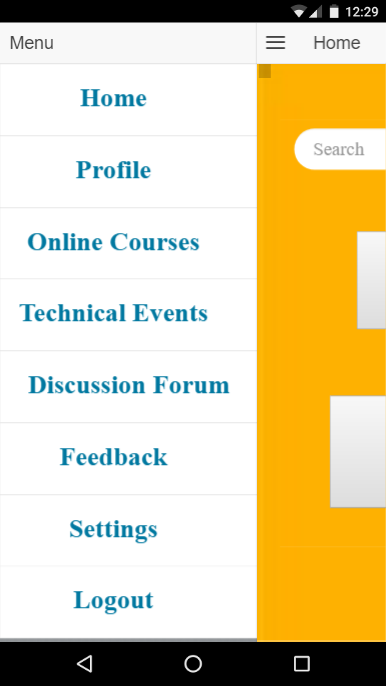 12:29
Menu
Home
Home
Profile
Search
Online Courses
Technical Events
Discussion Forum
Feedback
Settings
Logout